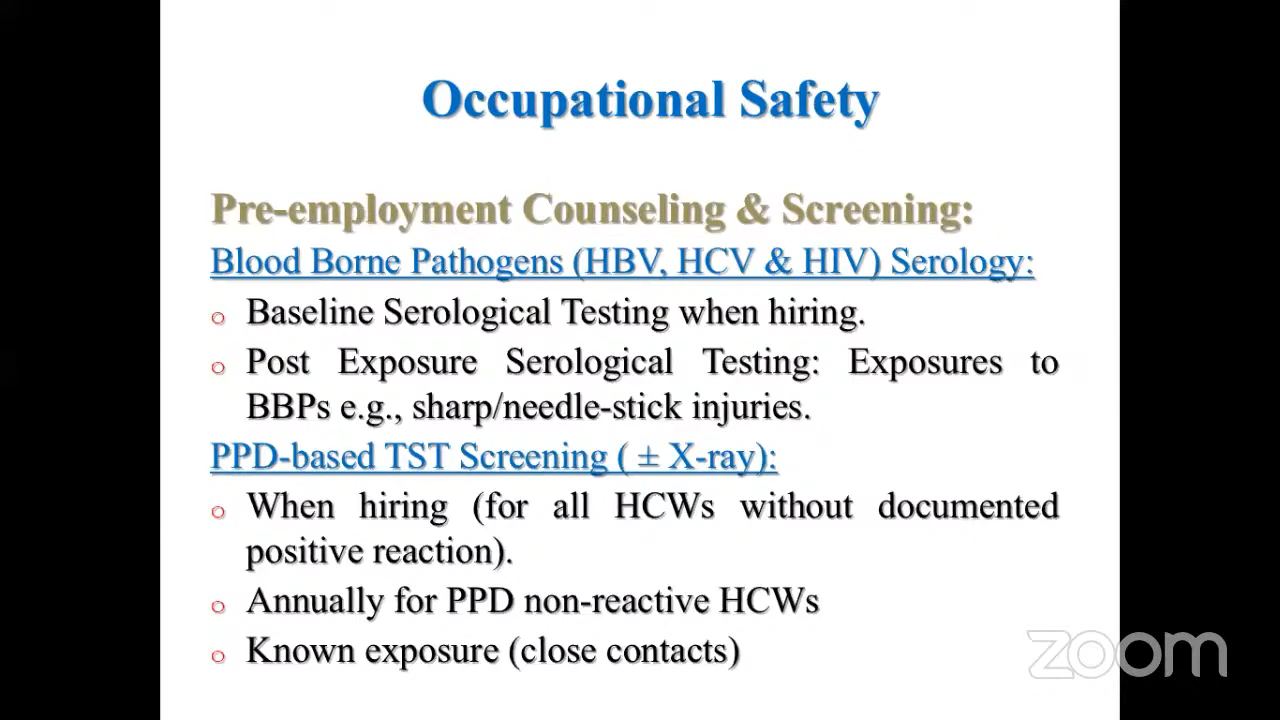 Occupational Safety
Pre-employment Counseling & Screening:
Blood Borne Pathogens (HBV, HCV & HIV) Serology:
o Baseline Serological Testing when hiring.
o Post Exposure Serological Testing: Exposures to
BBPs e.g., sharp/needle-stick injuries.
PPD-based TST Screening ( ± X-ray):
o When hiring (for all HCWs without documented
positive reaction).
o Annually for PPD non-reactive HCWs
o Known exposure (close contacts)
zoom